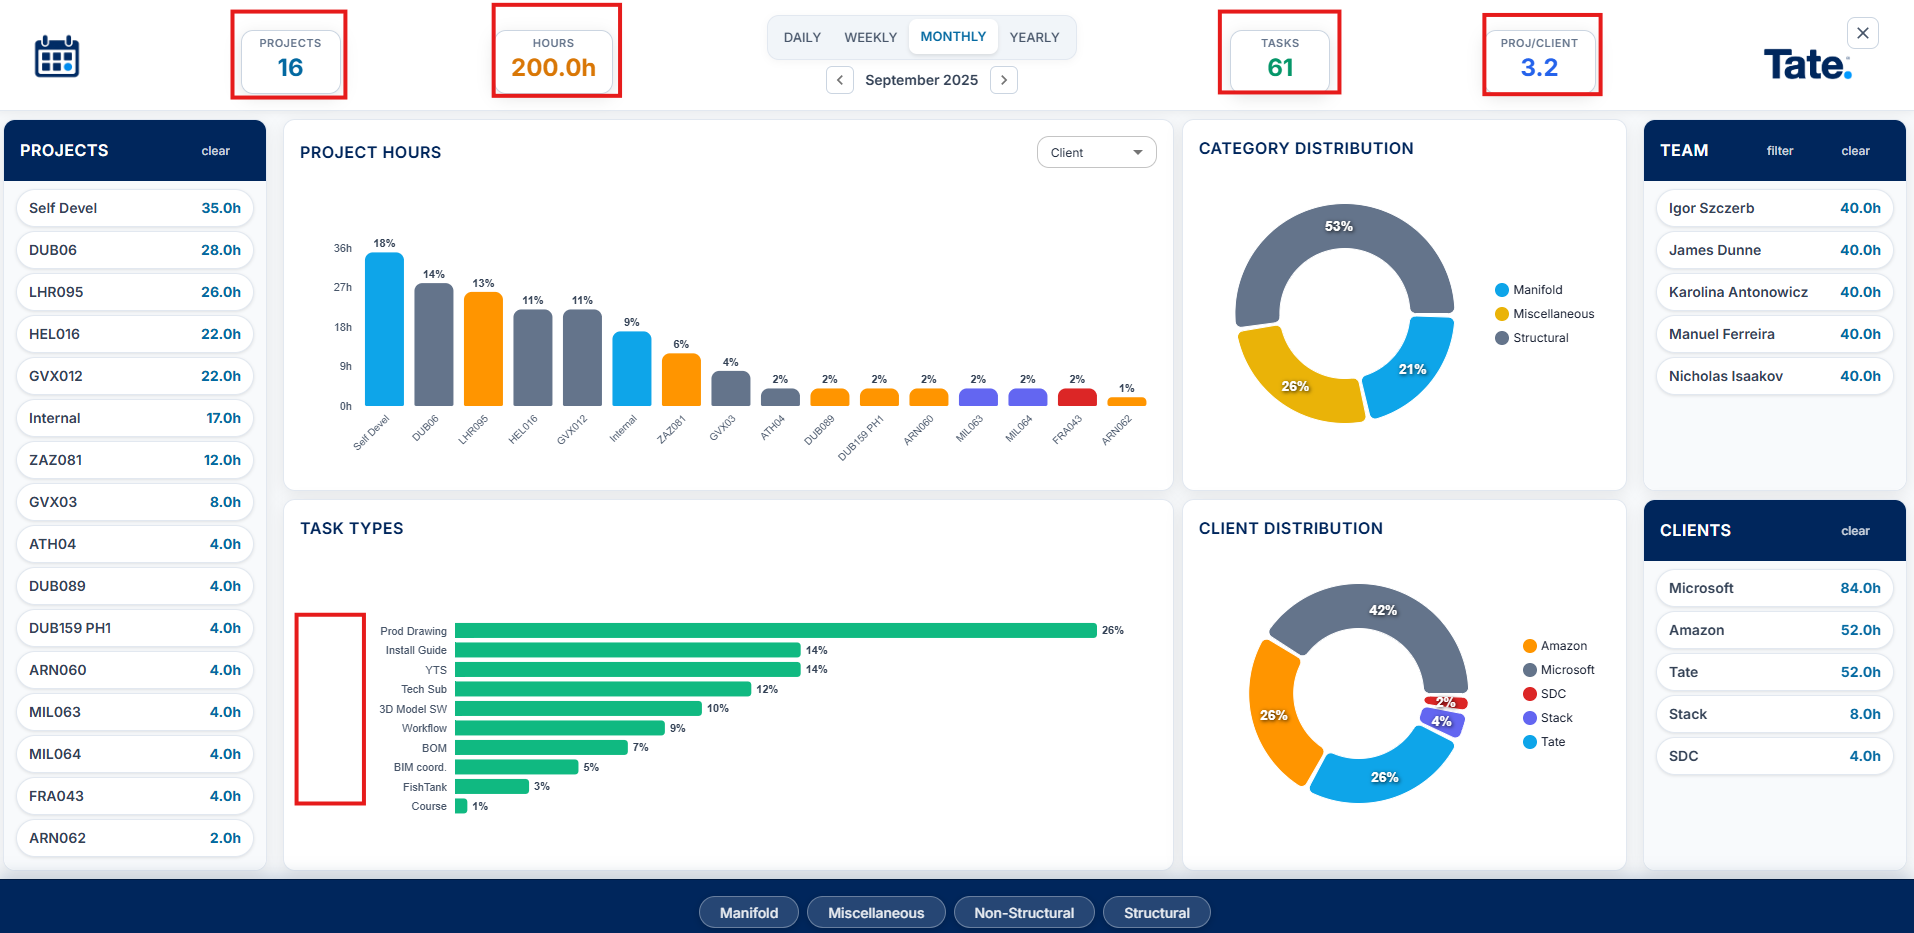 PROJECTS
16
HOURS
200.0h
DAILY WEEKLY MONTHLY YEARLY
September 2025
TASKS
61
PROJ/CLIENT
3.2
Tate.
PROJECTS clear
Self Devel 35.0h
DUB06 28.0h
LHR095 26.0h
HEL016 22.0h
GVX012 22.0h
Internal 17.0h
ZAZ081 12.0h
GVX03 8.0h
ATH04 4.0h
DUB089 4.0h
DUB159 PH1 4.0h
ARN060 4.0h
MIL063 4.0h
MIL064 4.0h
FRA043 4.0h
ARN062 2.0h
PROJECT HOURS
Client
36h
27h
18h
9h
0h
18% 14% 13% 11% 11% 9% 6% 4% 2% 2% 2% 2% 2% 2% 2% 1%
Self Devel DUB06 LHR095 HEL016 GVX012 Internal ZAZ081 GVX03 ATH04 DUB089 DUB159 PH1 ARN060 MIL063 MIL064 FRA043 ARN062
CATEGORY DISTRIBUTION
53%
26%
21%
Manifold
Miscellaneous
Structural
TEAM filter clear
Igor Szczerb 40.0h
James Dunne 40.0h
Karolina Antonowicz 40.0h
Manuel Ferreira 40.0h
Nicholas Isaakov 40.0h
TASK TYPES
Prod Drawing 26%
Install Guide 14%
YTS 14%
Tech Sub 12%
3D Model SW 10%
Workflow 9%
BOM 7%
BIM coord. 5%
FishTank 3%
Course 1%
CLIENT DISTRIBUTION
42%
2%
4%
26%
26%
Amazon
Microsoft
SDC
Stack
Tate
CLIENTS clear
Microsoft 84.0h
Amazon 52.0h
Tate 52.0h
Stack 8.0h
SDC 4.0h
Manifold Miscellaneous Non-Structural Structural